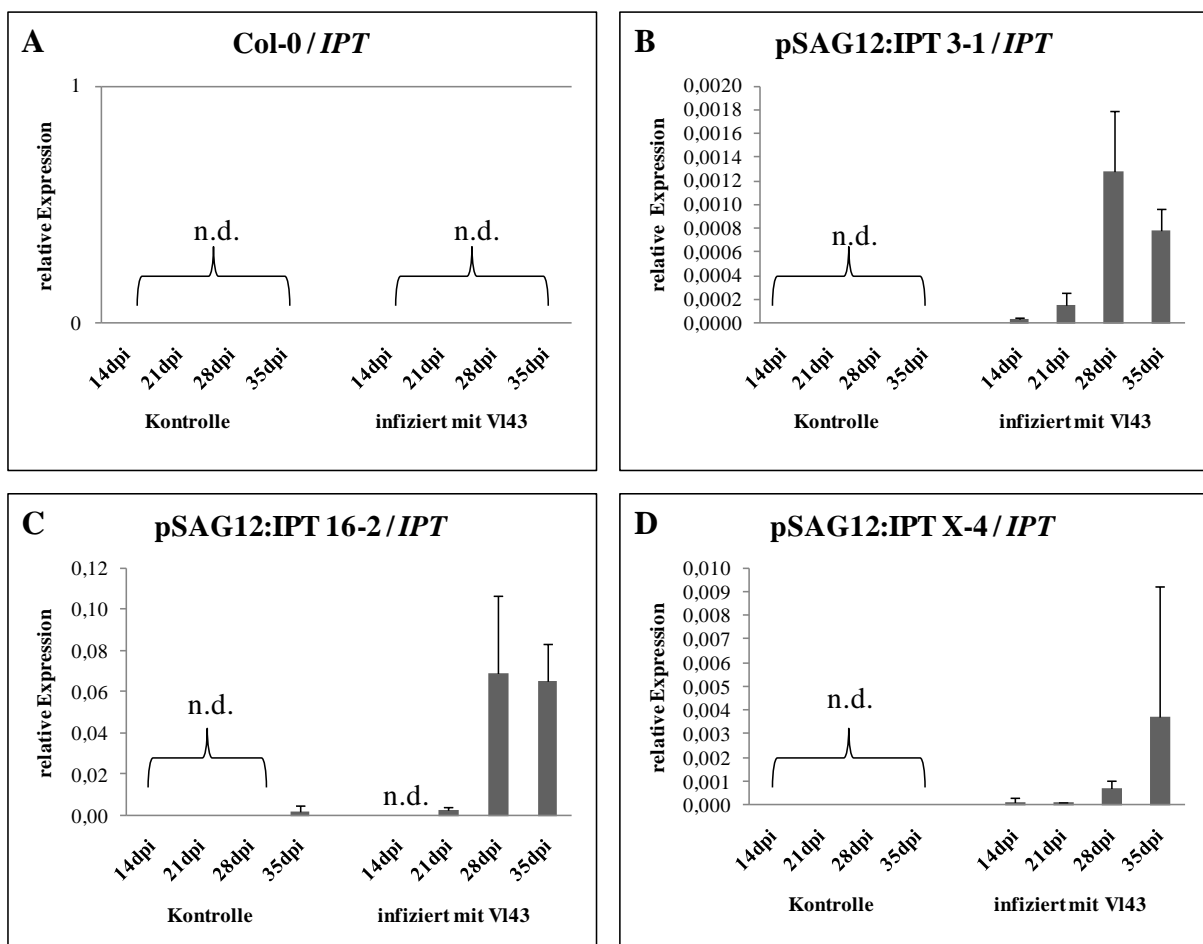 A
Col-0 / IPT
relative Expression
1
0
n.d.
n.d.
14dpi
21dpi
28dpi
35dpi
14dpi
21dpi
28dpi
35dpi
Kontrolle
infiziert mit Vl43
B
pSAG12:IPT 3-1 / IPT
relative Expression
0,0020
0,0018
0,0016
0,0014
0,0012
0,0010
0,0008
0,0006
0,0004
0,0002
0,0000
n.d.
14dpi
21dpi
28dpi
35dpi
14dpi
21dpi
28dpi
35dpi
Kontrolle
infiziert mit Vl43
C
pSAG12:IPT 16-2 / IPT
relative Expression
0,12
0,10
0,08
0,06
0,04
0,02
0,00
n.d.
n.d.
14dpi
21dpi
28dpi
35dpi
14dpi
21dpi
28dpi
35dpi
Kontrolle
infiziert mit Vl43
D
pSAG12:IPT X-4 / IPT
relative Expression
0,010
0,009
0,008
0,007
0,006
0,005
0,004
0,003
0,002
0,001
0,000
n.d.
14dpi
21dpi
28dpi
35dpi
14dpi
21dpi
28dpi
35dpi
Kontrolle
infiziert mit Vl43